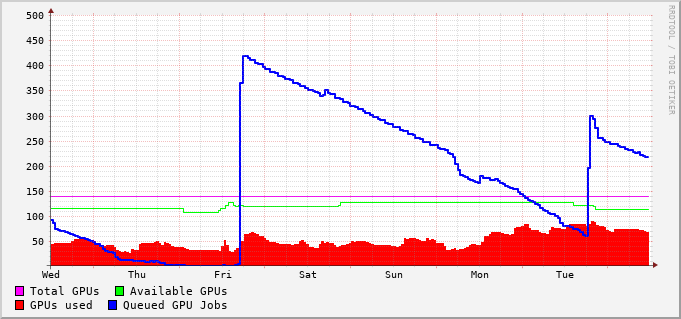 500
450
400
350
300
250
200
150
100
50
Wed Thu Fri Sat Sun Mon Tue
Total GPUs Available GPUs
GPUs used Queued GPU Jobs
RRDTOOL / TOBI OETIKER